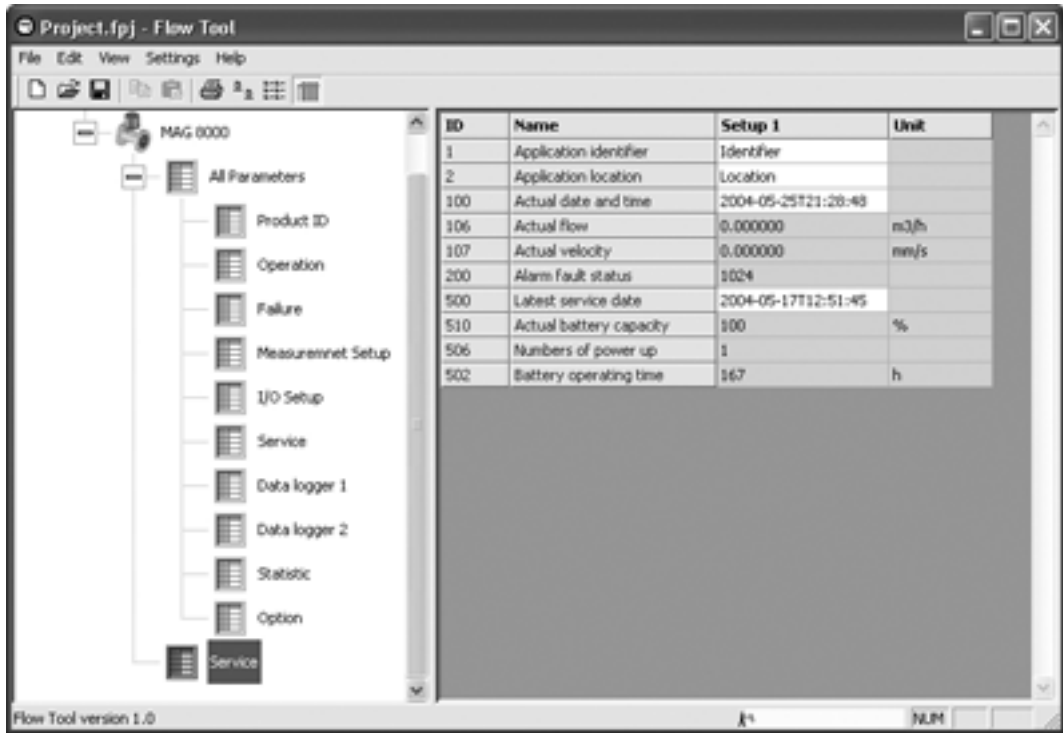 Project.fpj - Flow Tool
File Edit View Settings Help
MAG 8000
All Parameters
Product ID
Operation
Failure
Measuremnet Setup
I/O Setup
Service
Data logger 1
Data logger 2
Statistic
Option
Service
ID Name Setup 1 Unit
1 Application identifier Identifier
2 Application location Location
100 Actual date and time 2004-05-25T21:28:48
106 Actual flow 0.000000 m3/h
107 Actual velocity 0.000000 mm/s
200 Alarm fault status 1024
500 Latest service date 2004-05-17T12:51:45
510 Actual battery capacity 100 %
506 Numbers of power up 1
502 Battery operating time 167 h
Flow Tool version 1.0 NUM